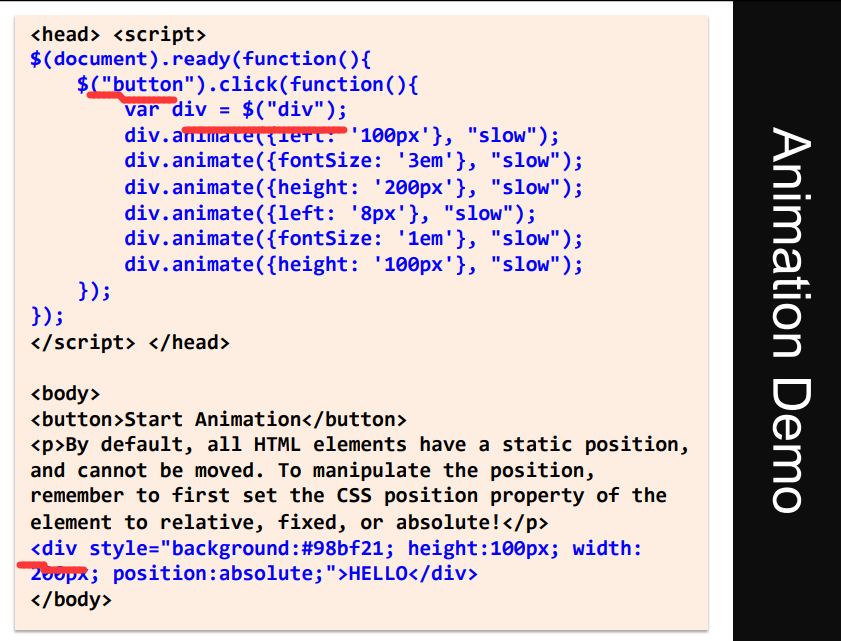 <head> <script>
$(document).ready(function(){
    $("button").click(function(){
        var div = $("div");
        div.animate({left: '100px'}, "slow");
        div.animate({fontSize: '3em'}, "slow");
        div.animate({height: '200px'}, "slow");
        div.animate({left: '8px'}, "slow");
        div.animate({fontSize: '1em'}, "slow");
        div.animate({height: '100px'}, "slow");
    });
});
</script> </head>

<body>
<button>Start Animation</button>
<p>By default, all HTML elements have a static position,
and cannot be moved. To manipulate the position,
remember to first set the CSS position property of the
element to relative, fixed, or absolute!</p>
<div style="background:#98bf21; height:100px; width:
200px; position:absolute;">HELLO</div>
</body>
Animation Demo